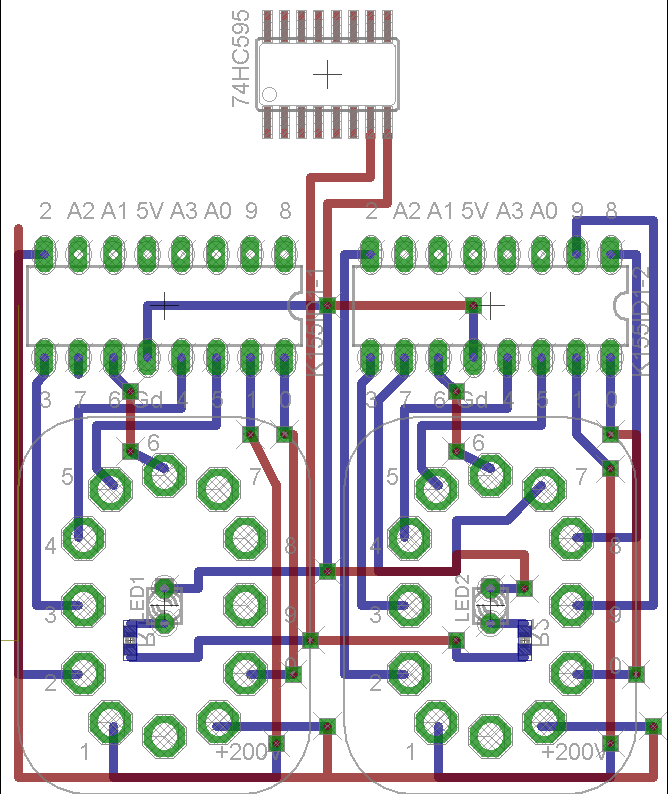 74HC595
2 A2 A1 5V A3 A0 9 8 2 A2 A1 5V A3 A0 9 8
K155ID1-1 K155ID1-2
3 7 6 Gd 4 5 1 0 3 7 6 Gd 4 5 1 0
6 6
5 7 5 7
4 8 4 8
LED1 LED2
3 9 3 9
2 0 2 0
1 +200V 1 +200V